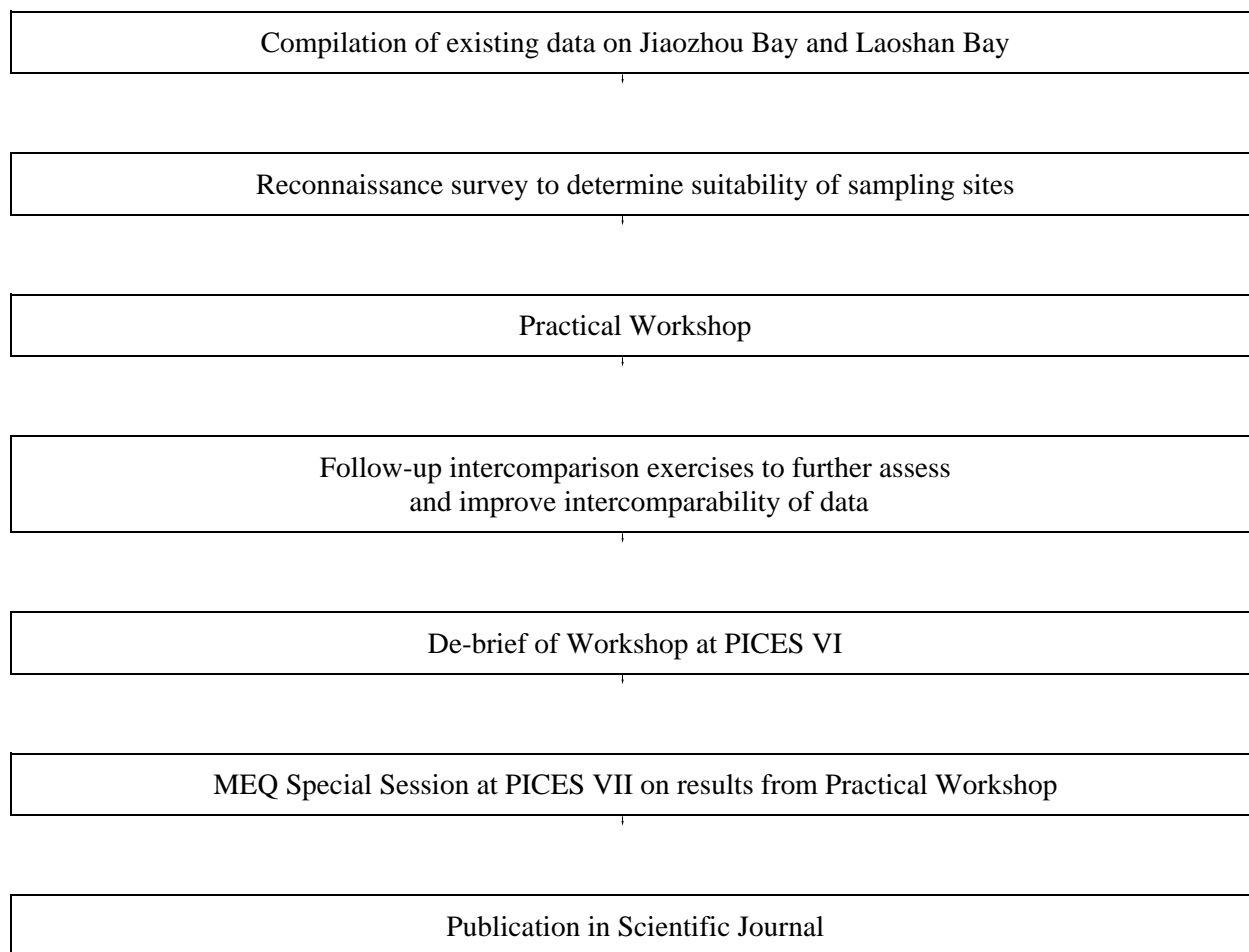 Compilation of existing data on Jiaozhou Bay and Laoshan Bay
Reconnaissance survey to determine suitability of sampling sites
Practical Workshop
Follow-up intercomparison exercises to further assess
and improve intercomparability of data
De-brief of Workshop at PICES VI
MEQ Special Session at PICES VII on results from Practical Workshop
Publication in Scientific Journal